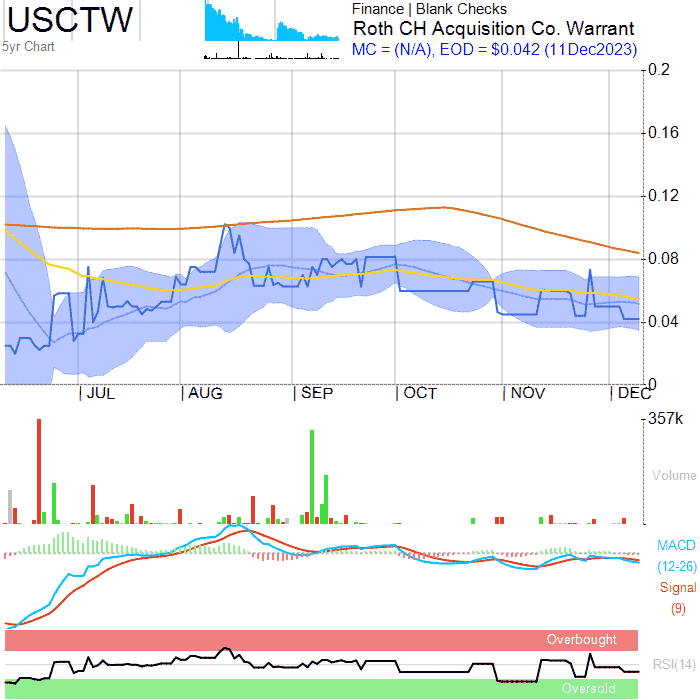 USCTW
5yr Chart
Finance | Blank Checks
Roth CH Acquisition Co. Warrant
MC = (N/A), EOD = $0.042 (11Dec2023)
0.2
0.16
0.12
0.08
0.04
0
JUL AUG SEP OCT NOV DEC
357k
Volume
MACD
(12-26)
Signal
(9)
Overbought
RSI(14)
Oversold